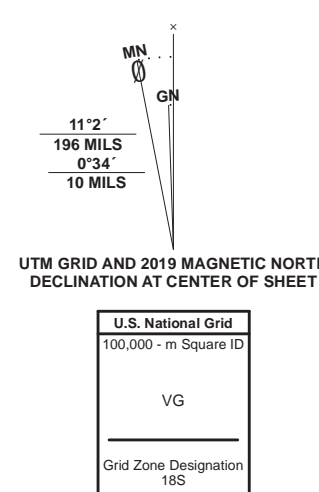 MN
GN
11°2´
196 MILS
0°34´
10 MILS
UTM GRID AND 2019 MAGNETIC NORT
DECLINATION AT CENTER OF SHEET
U.S. National Grid
100,000 - m Square ID
VG
Grid Zone Designation
18S